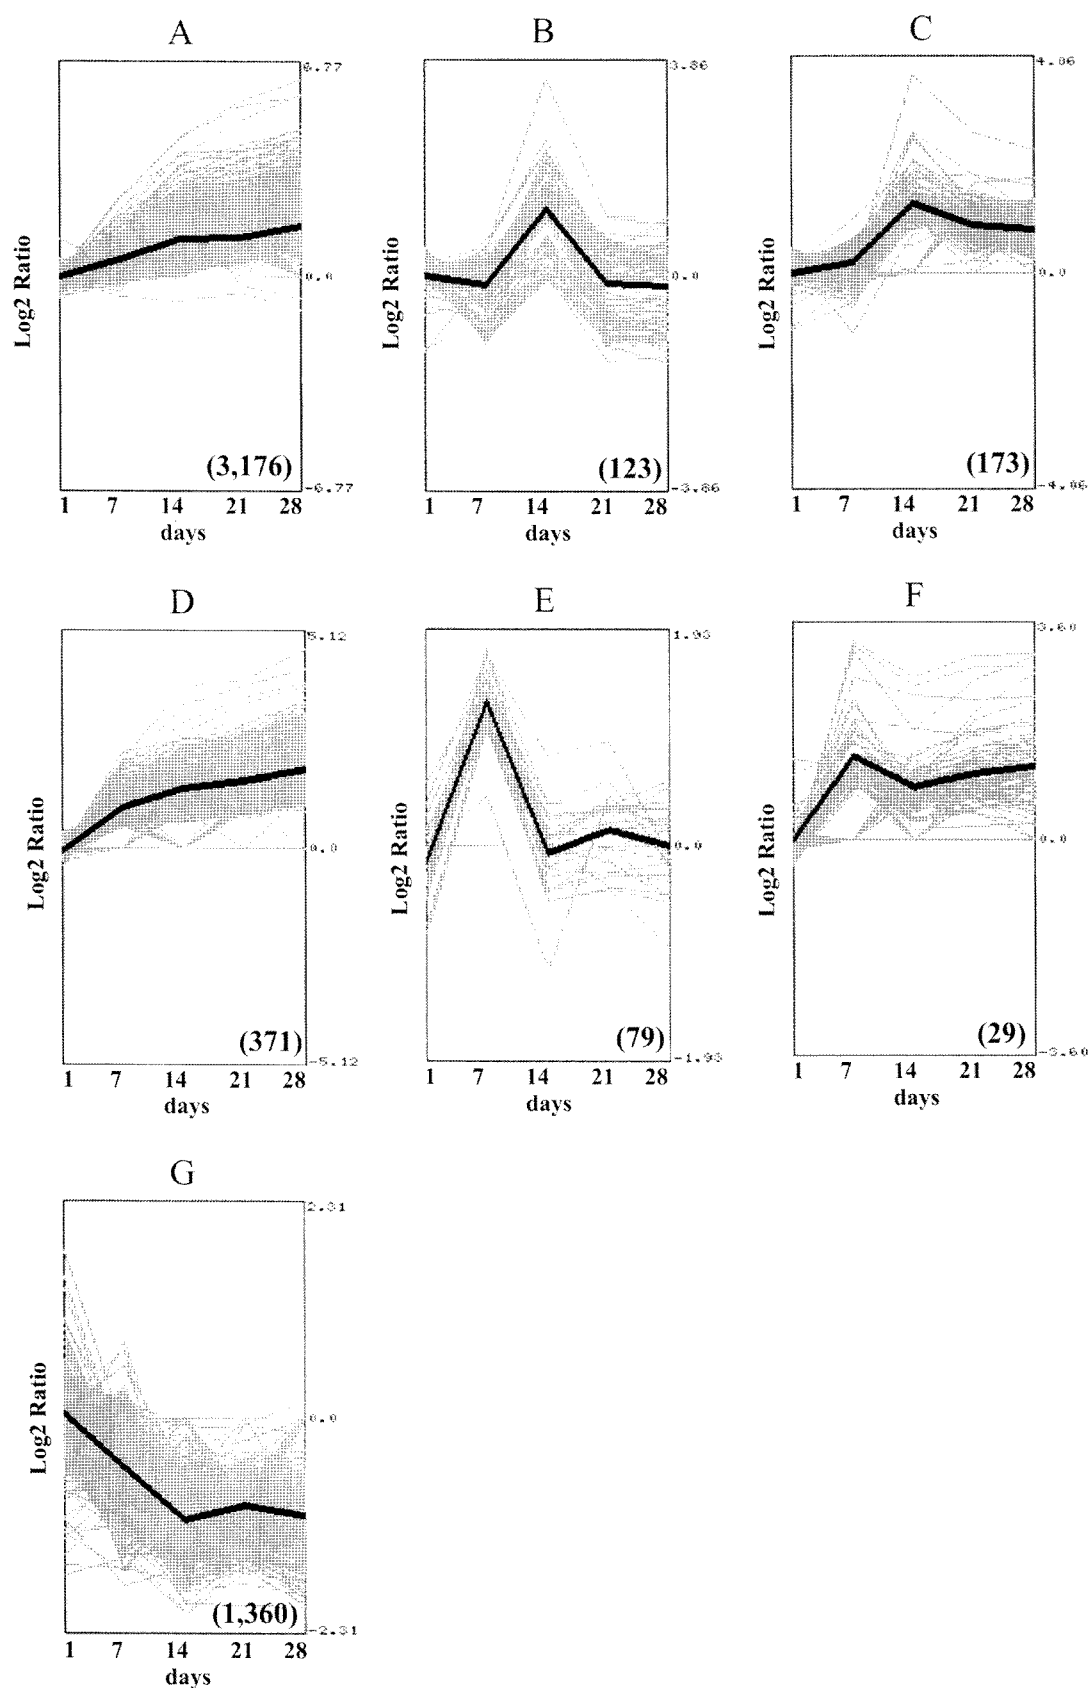 A
B
C
6.77
3.86
4.06
Log2 Ratio
Log2 Ratio
Log2 Ratio
0.0
0.0
0.0
(3,176)
(123)
(173)
-6.77
-3.86
-4.06
1 7 14 21 28
1 7 14 21 28
1 7 14 21 28
days
days
days
D
E
F
5.12
1.93
3.60
Log2 Ratio
Log2 Ratio
Log2 Ratio
0.0
0.0
0.0
(371)
(79)
(29)
-5.12
-1.93
-3.60
1 7 14 21 28
1 7 14 21 28
1 7 14 21 28
days
days
days
G
2.31
Log2 Ratio
0.0
(1,360)
-2.31
1 7 14 21 28
days